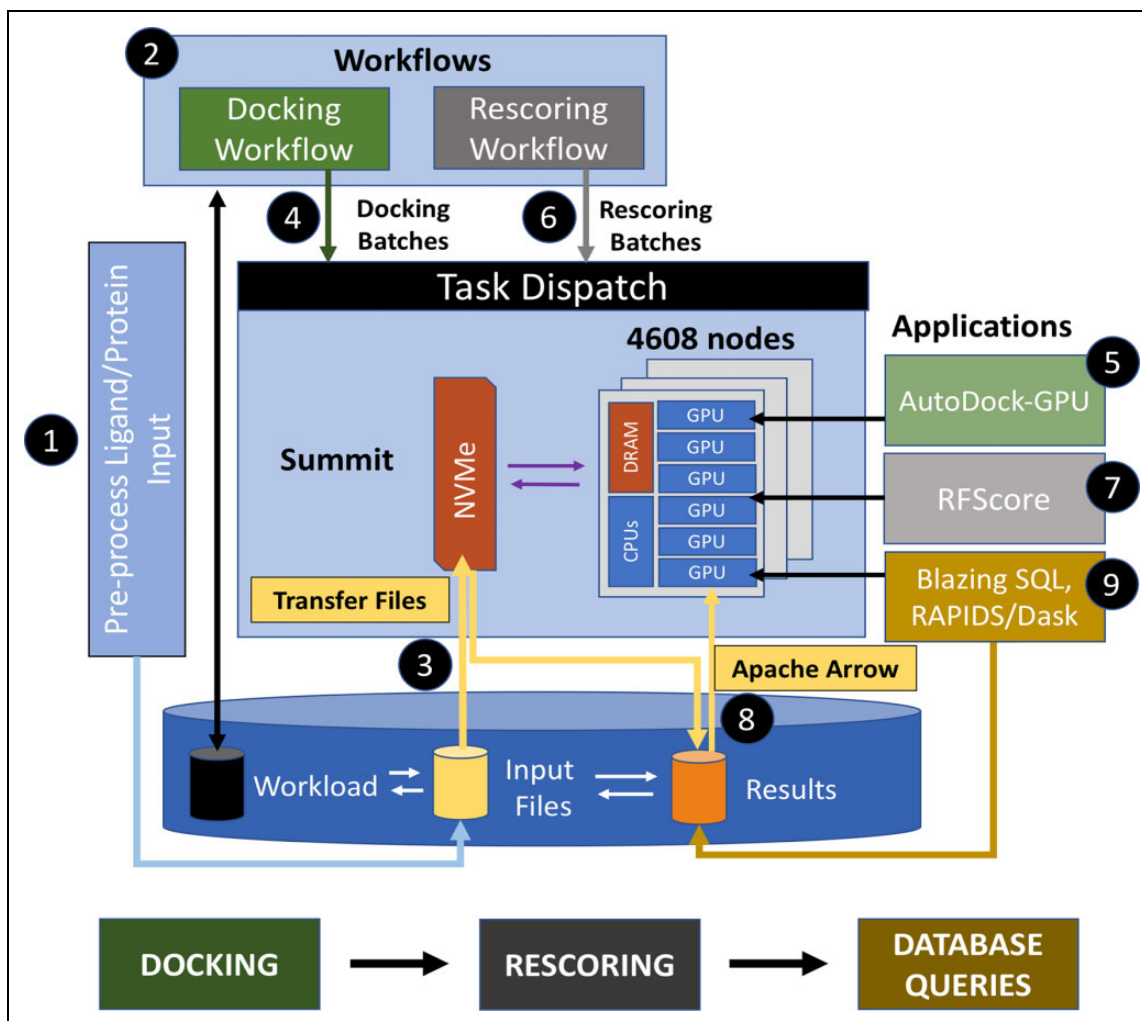 2
Workflows
Docking
Workflow
Rescoring
Workflow
4
Docking
Batches
6
Rescoring
Batches
1
Pre-process Ligand/Protein
Input
Task Dispatch
Summit
NVMe
4608 nodes
DRAM
CPUs
GPU
GPU
GPU
GPU
GPU
GPU
Applications
5
AutoDock-GPU
7
RFScore
9
Blazing SQL,
RAPIDS/Dask
Transfer Files
3
Apache Arrow
8
Workload
Input
Files
Results
DOCKING
RESCORING
DATABASE
QUERIES